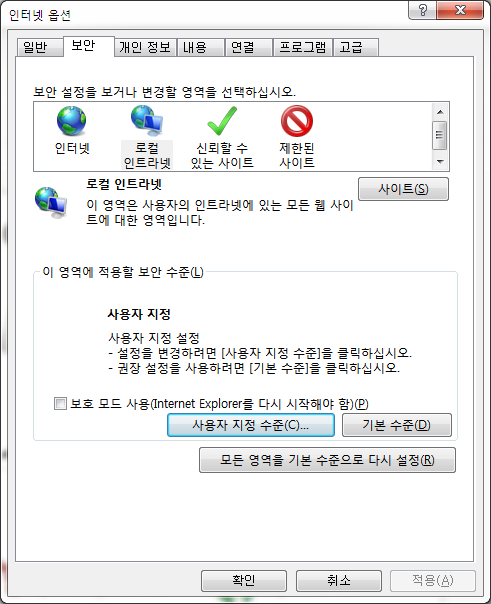 인터넷 옵션
일반 보안 개인 정보 내용 연결 프로그램 고급
보안 설정을 보거나 변경할 영역을 선택하십시오.
인터넷 로컬 인트라넷 신뢰할 수 있는 사이트 제한된 사이트
로컬 인트라넷
사이트(S)
이 영역은 사용자의 인트라넷에 있는 모든 웹 사이
트에 대한 영역입니다.
이 영역에 적용할 보안 수준(L)
사용자 지정
사용자 지정 설정
- 설정을 변경하려면 [사용자 지정 수준]을 클릭하십시오.
- 권장 설정을 사용하려면 [기본 수준]을 클릭하십시오.
보호 모드 사용(Internet Explorer를 다시 시작해야 함)(P)
사용자 지정 수준(C)... 기본 수준(D)
모든 영역을 기본 수준으로 다시 설정(R)
확인 취소 적용(A)